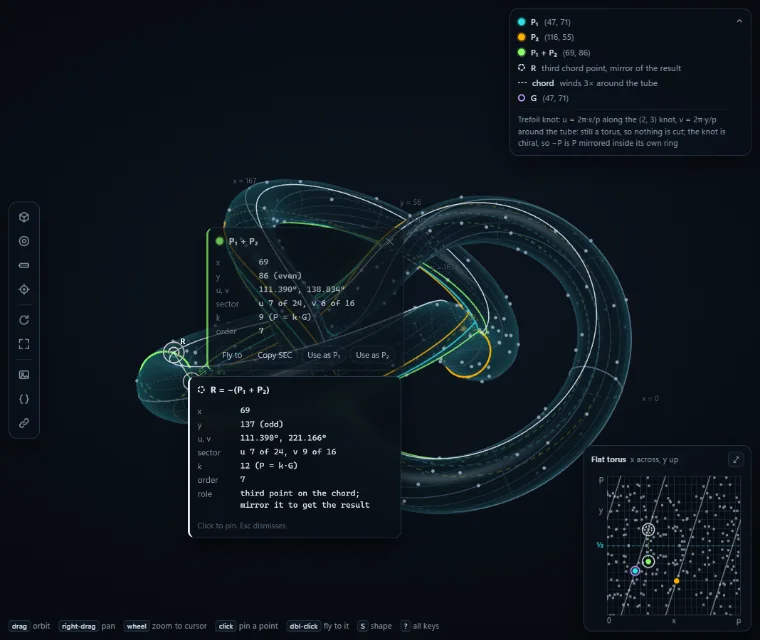 P₁ (47, 71)
P₂ (116, 55)
P₁ + P₂ (69, 86)
R third chord point, mirror of the result
chord winds 3× around the tube
G (47, 71)
Trefoil knot: u = 2π·x/p along the (2, 3) knot, v = 2π·y/p
around the tube: still a torus, so nothing is cut; the knot is
chiral, so −P is P mirrored inside its own ring
x = 167
y = 55
P₁ + P₂
x 69
y 86 (even)
u, v 111.398°, 138.834°
sector u 7 of 24, v 6 of 16
k 9 (P = k·G)
order 7
Fly to Copy SEC Use as P₁ Use as P₂
R
R = −(P₁ + P₂)
x 69
y 137 (odd)
u, v 111.398°, 221.166°
sector u 7 of 24, v 9 of 16
k 12 (P = k·G)
order 7
role third point on the chord;
mirror it to get the result
Click to pin. Esc dismisses.
x = 0
Flat torus x across, y up
p
y
½
0 x p
drag orbit right-drag pan wheel zoom to cursor click pin a point dbl-click fly to it S shape ? all keys